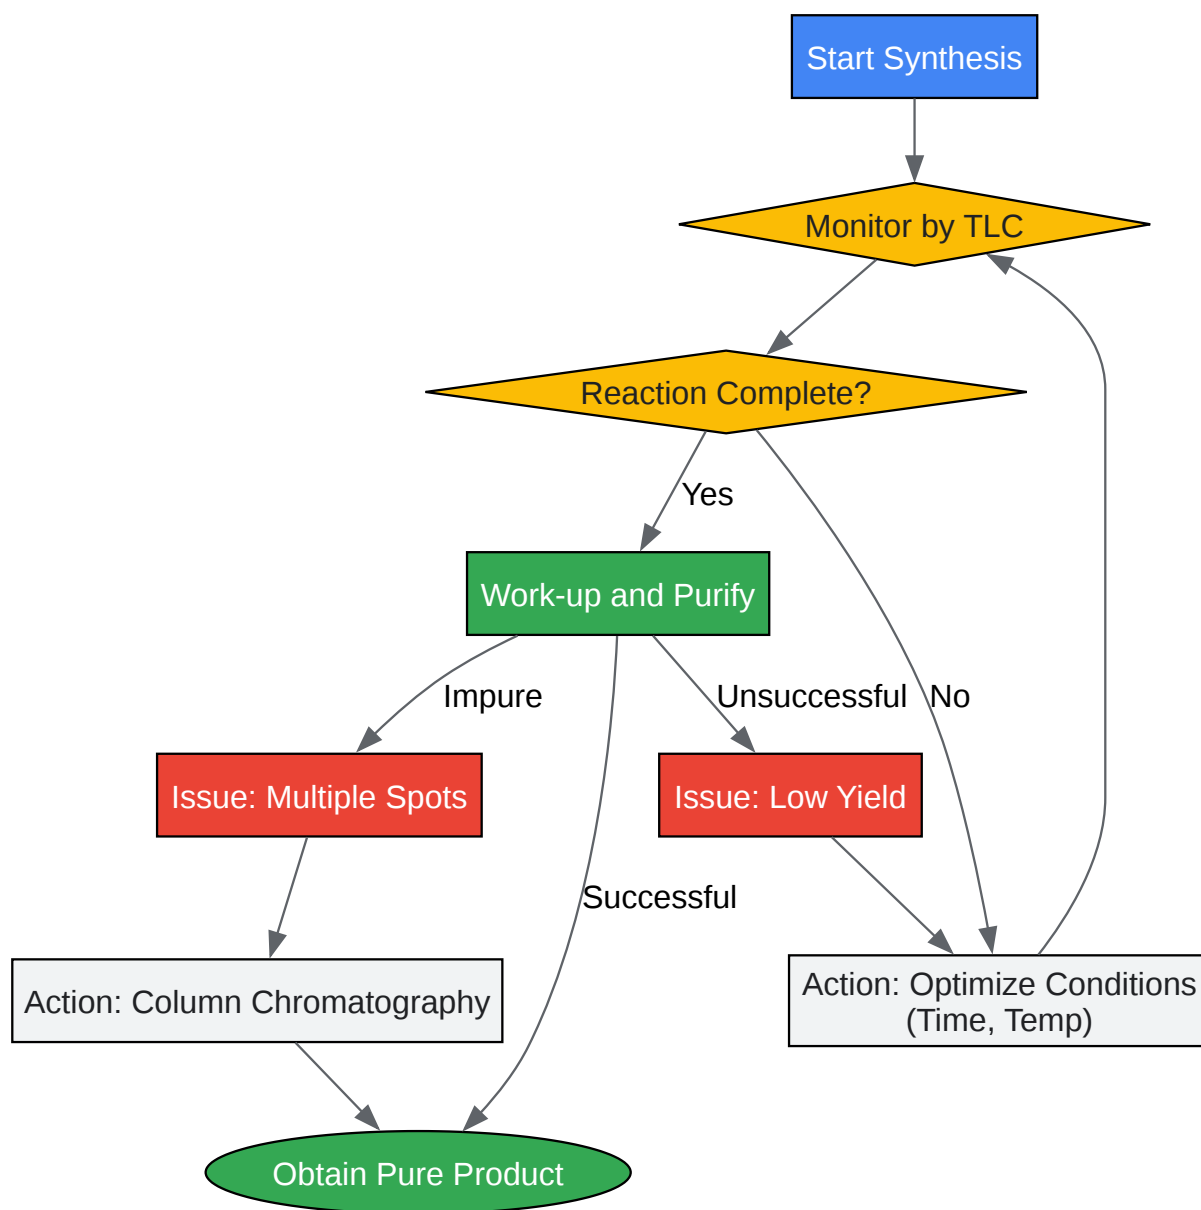 Start Synthesis
Monitor by TLC
Reaction Complete?
Yes
Work-up and Purify
Impure
Unsuccessful
No
Issue: Multiple Spots
Issue: Low Yield
Successful
Action: Column Chromatography
Action: Optimize Conditions
(Time, Temp)
Obtain Pure Product